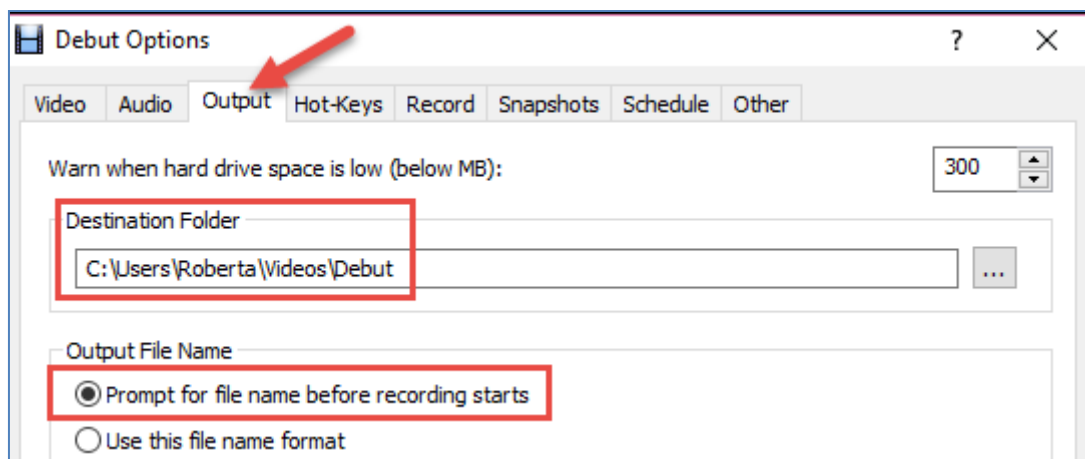 Debut Options ?
Video Audio Output Hot-Keys Record Snapshots Schedule Other
Warn when hard drive space is low (below MB): 300
Destination Folder
C:\Users\Roberta\Videos\Debut ...
Output File Name
Prompt for file name before recording starts
Use this file name format